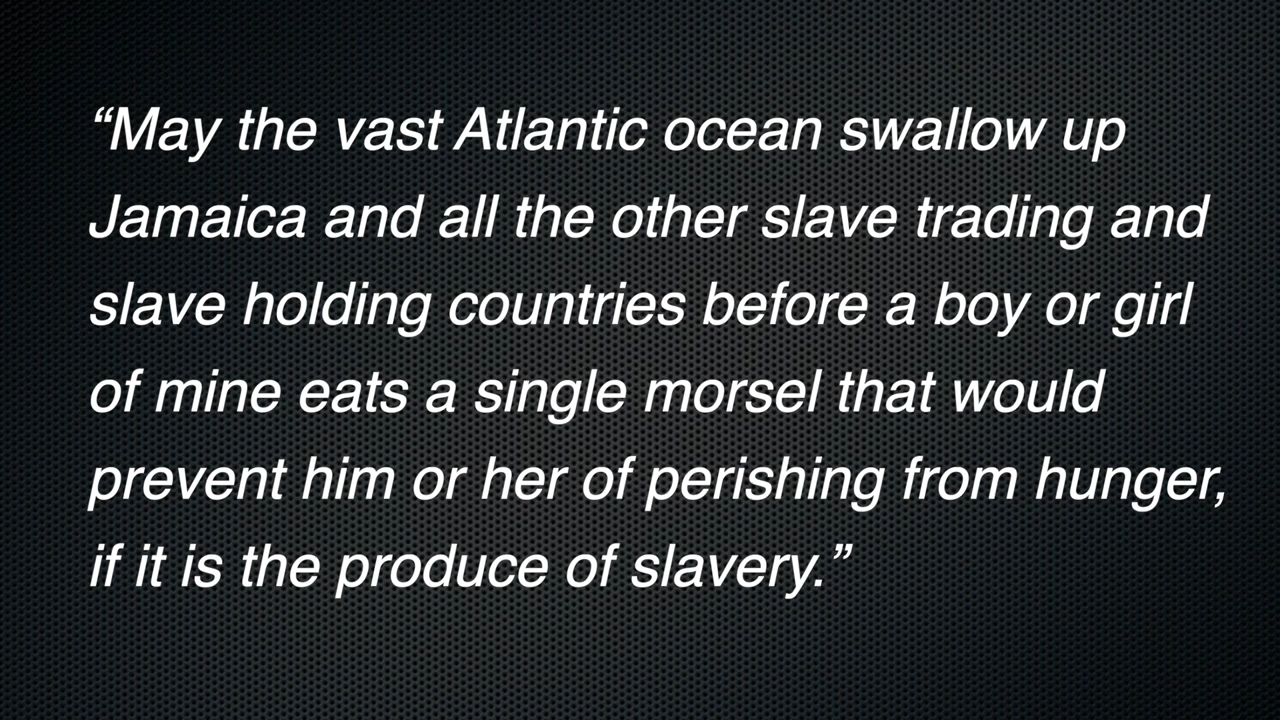 “May the vast Atlantic ocean swallow up
Jamaica and all the other slave trading and
slave holding countries before a boy or girl
of mine eats a single morsel that would
prevent him or her of perishing from hunger,
if it is the produce of slavery.”